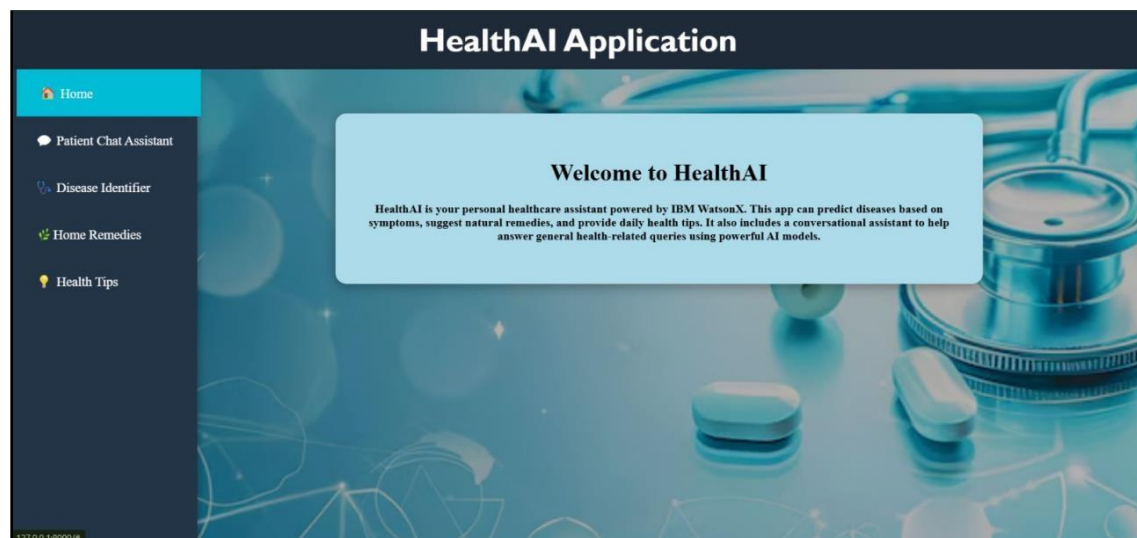 HealthAI Application
Home
Patient Chat Assistant
Disease Identifier
Home Remedies
Health Tips
Welcome to HealthAI
HealthAI is your personal healthcare assistant powered by IBM WatsonX. This app can predict diseases based on
symptoms, suggest natural remedies, and provide daily health tips. It also includes a conversational assistant to help
answer general health-related queries using powerful AI models.